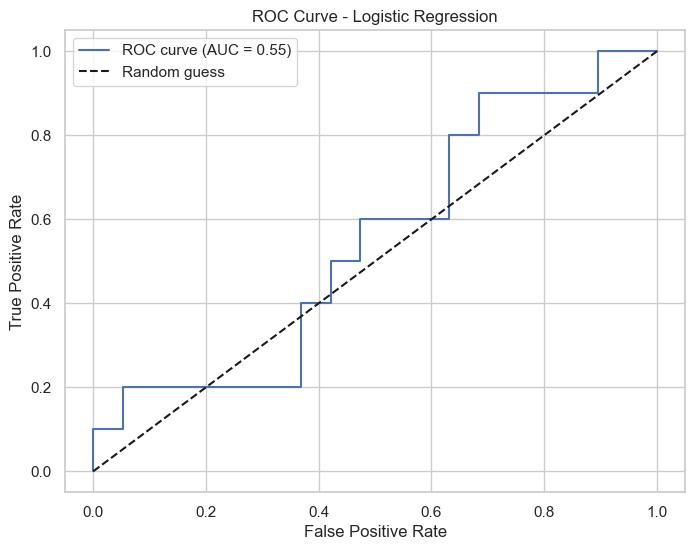 ROC Curve - Logistic Regression
ROC curve (AUC = 0.55)
Random guess
True Positive Rate
1.0
0.8
0.6
0.4
0.2
0.0
0.0 0.2 0.4 0.6 0.8 1.0
False Positive Rate